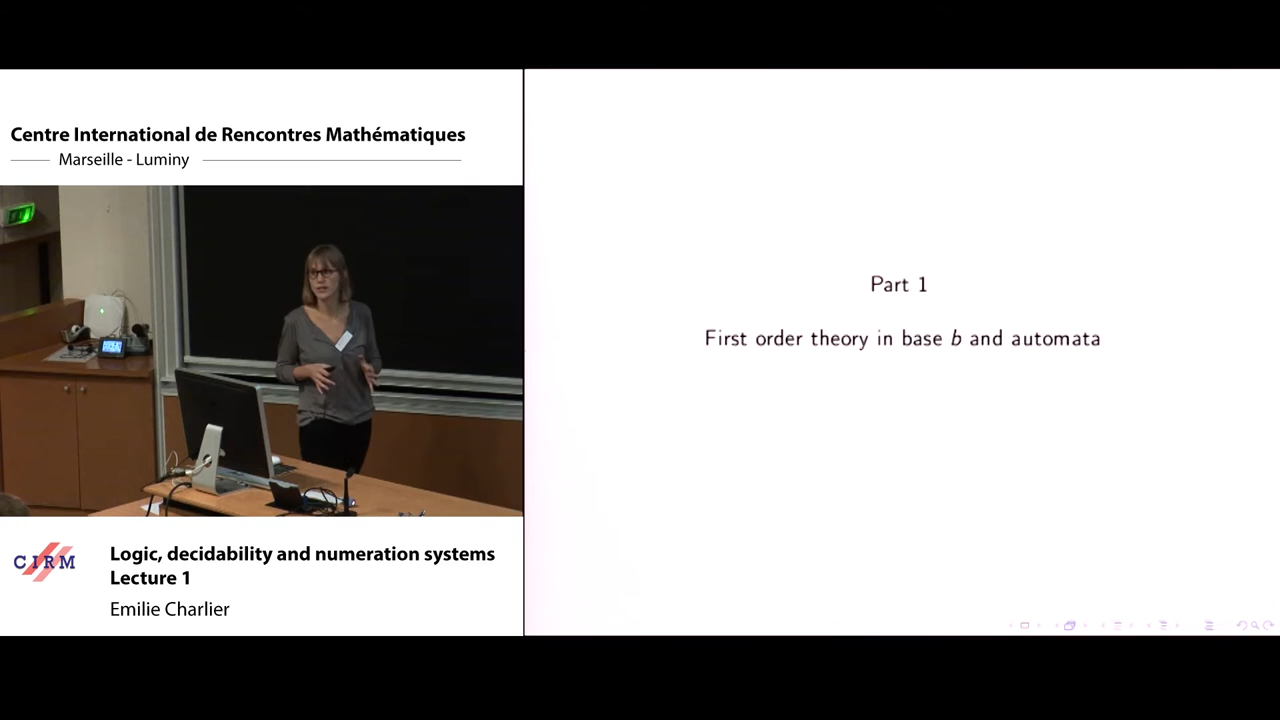 Centre International de Rencontres Mathématiques
Marseille - Luminy
CIRM
Logic, decidability and numeration systems
Lecture 1
Emilie Charlier
Part 1
First order theory in base b and automata